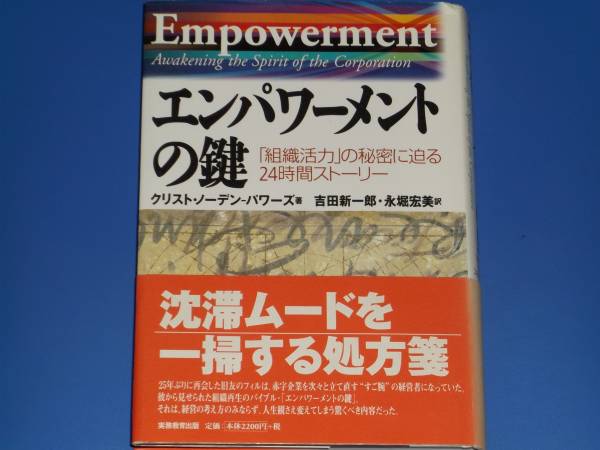 Empowerment
Awakening the Spirit of the Corporation
エンパワーメント
の鍵
「組織活力」の秘密に迫る
24時間ストーリー
クリスト・ノーデン-パワーズ著 吉田新一郎・永堀宏美訳
沈滞ムードを
一掃する処方箋
25年ぶりに再会した旧友のフィルは、赤字企業を次々と立て直す“すご腕”の経営者になっていた。
彼から見せられた組織再生のバイブル・「エンパワーメントの鍵」。
それは、経営の考え方のみならず、人生観さえ変えてしまう驚くべき内容だった。
実務教育出版 定価:本体2200円+税